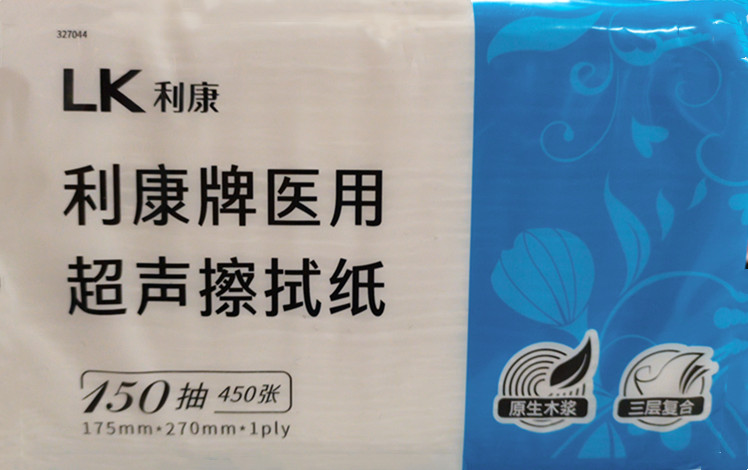 327044
LK 利康
利康牌医用
超声擦拭纸
150抽 450张
175mm*270mm*1ply
原生木浆
三层复合